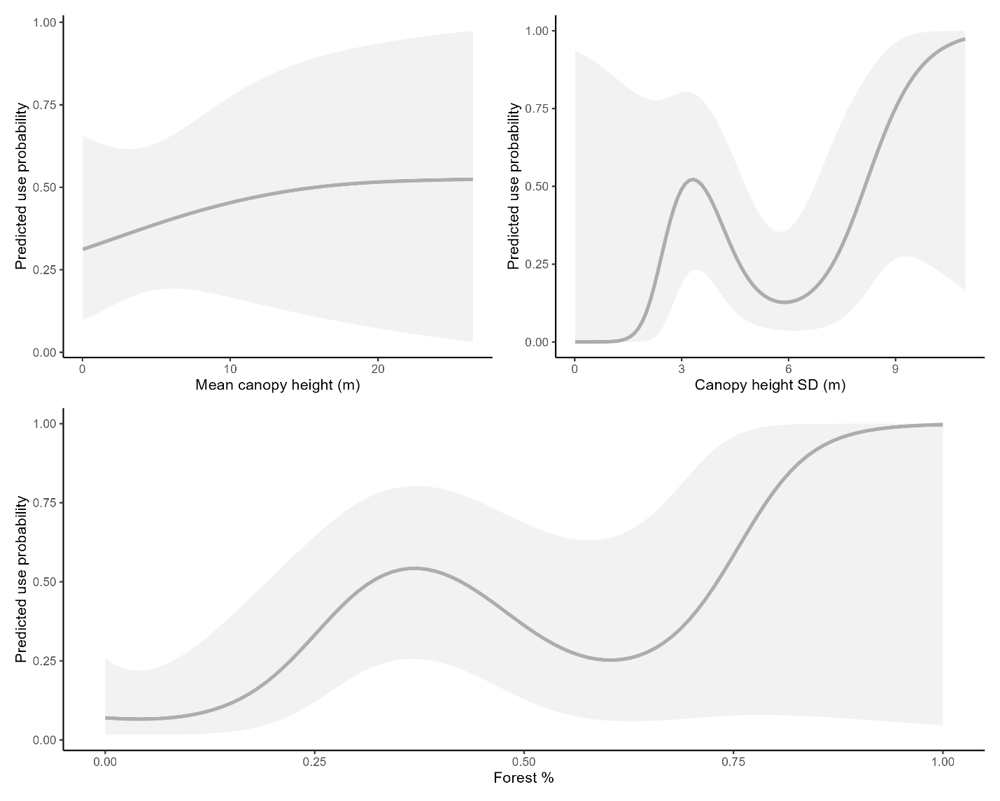 Predicted use probability
1.00
0.75
0.50
0.25
0.00
0 10 20
Mean canopy height (m)
Predicted use probability
1.00
0.75
0.50
0.25
0.00
0 3 6 9
Canopy height SD (m)
Predicted use probability
1.00
0.75
0.50
0.25
0.00
0.00 0.25 0.50 0.75 1.00
Forest %